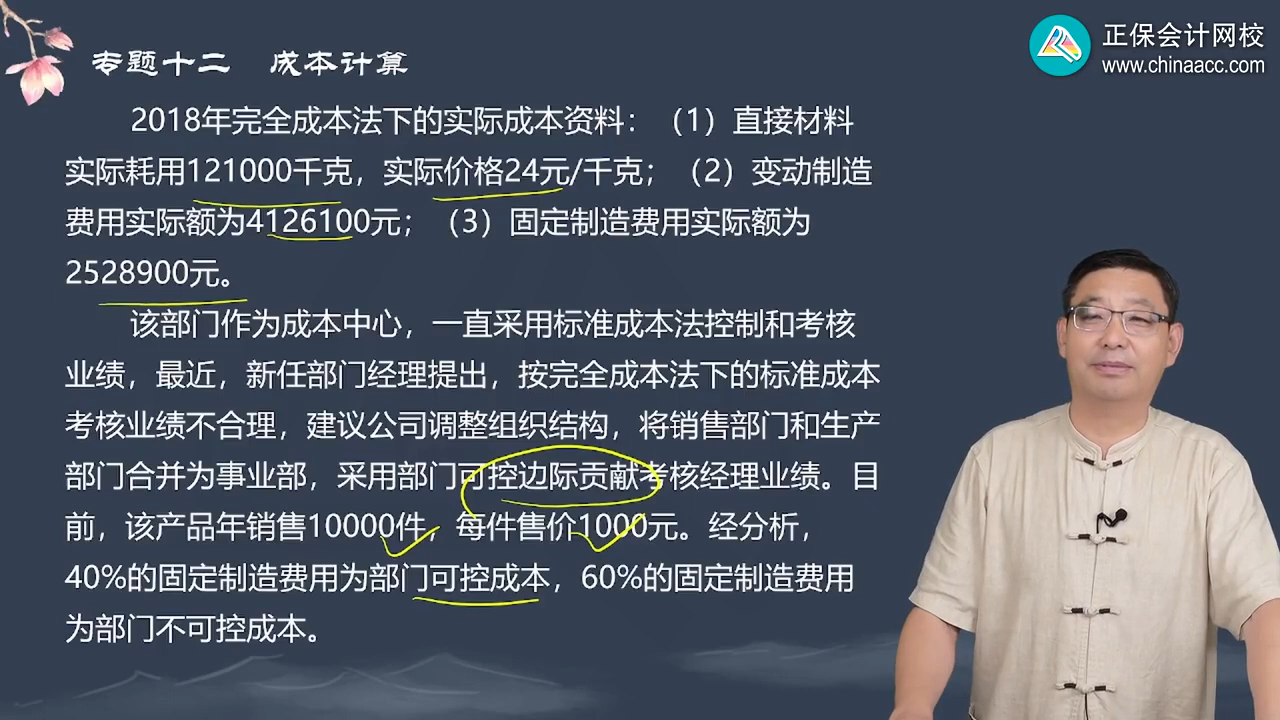 正保会计网校
www.chinaacc.com
专题十二 成本计算
2018年完全成本法下的实际成本资料：（1）直接材料
实际耗用121000千克，实际价格24元/千克；（2）变动制造
费用实际额为4126100元；（3）固定制造费用实际额为
2528900元。
该部门作为成本中心，一直采用标准成本法控制和考核
业绩，最近，新任部门经理提出，按完全成本法下的标准成本
考核业绩不合理，建议公司调整组织结构，将销售部门和生产
部门合并为事业部，采用部门可控边际贡献考核经理业绩。目
前，该产品年销售10000件，每件售价1000元。经分析，
40%的固定制造费用为部门可控成本，60%的固定制造费用
为部门不可控成本。